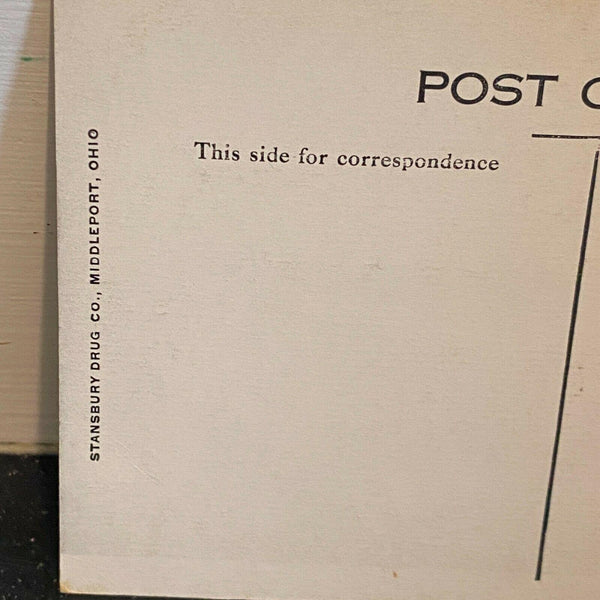 POST C
This side for correspondence
STANSBURY DRUG CO., MIDDLEPORT, OHIO